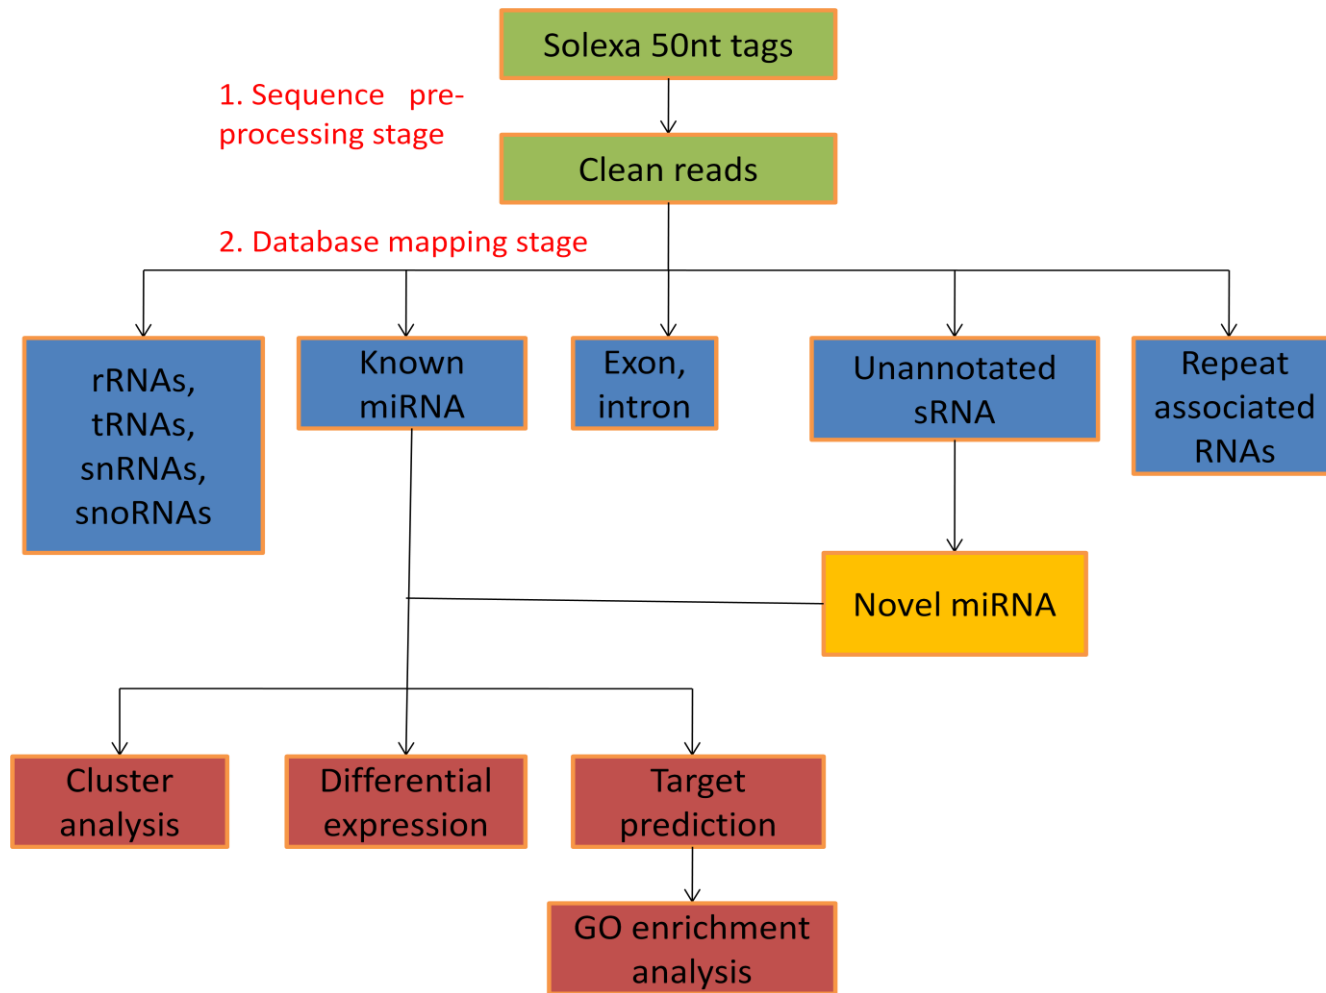 Solexa 50nt tags
1. Sequence pre-
processing stage
Clean reads
2. Database mapping stage
rRNAs,
tRNAs,
snRNAs,
snoRNAs
Known
miRNA
Exon,
intron
Unannotated
sRNA
Repeat
associated
RNAs
Novel miRNA
Cluster
analysis
Differential
expression
Target
prediction
GO enrichment
analysis